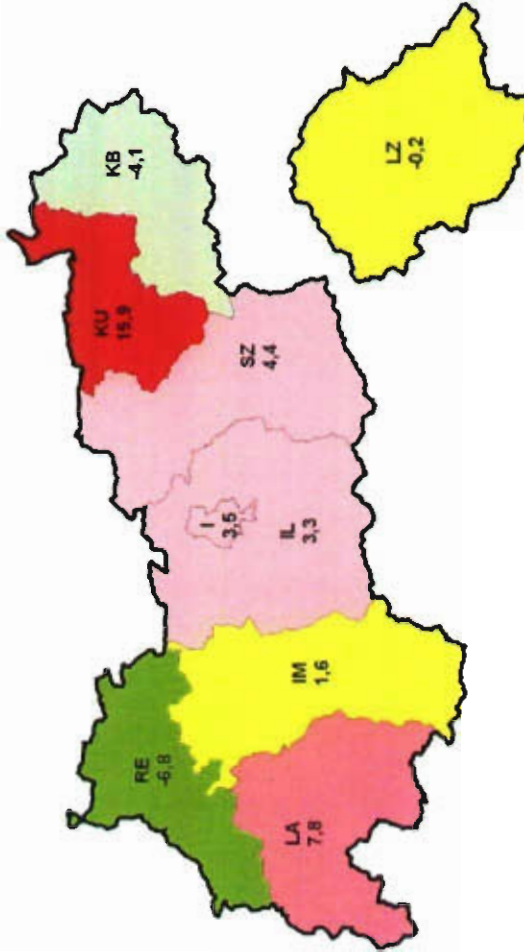 RE
-6,8
LA
7,8
IM
1,6
I
3,5
IL
3,3
SZ
4,4
KU
15,9
KB
-4,1
LZ
-0,2